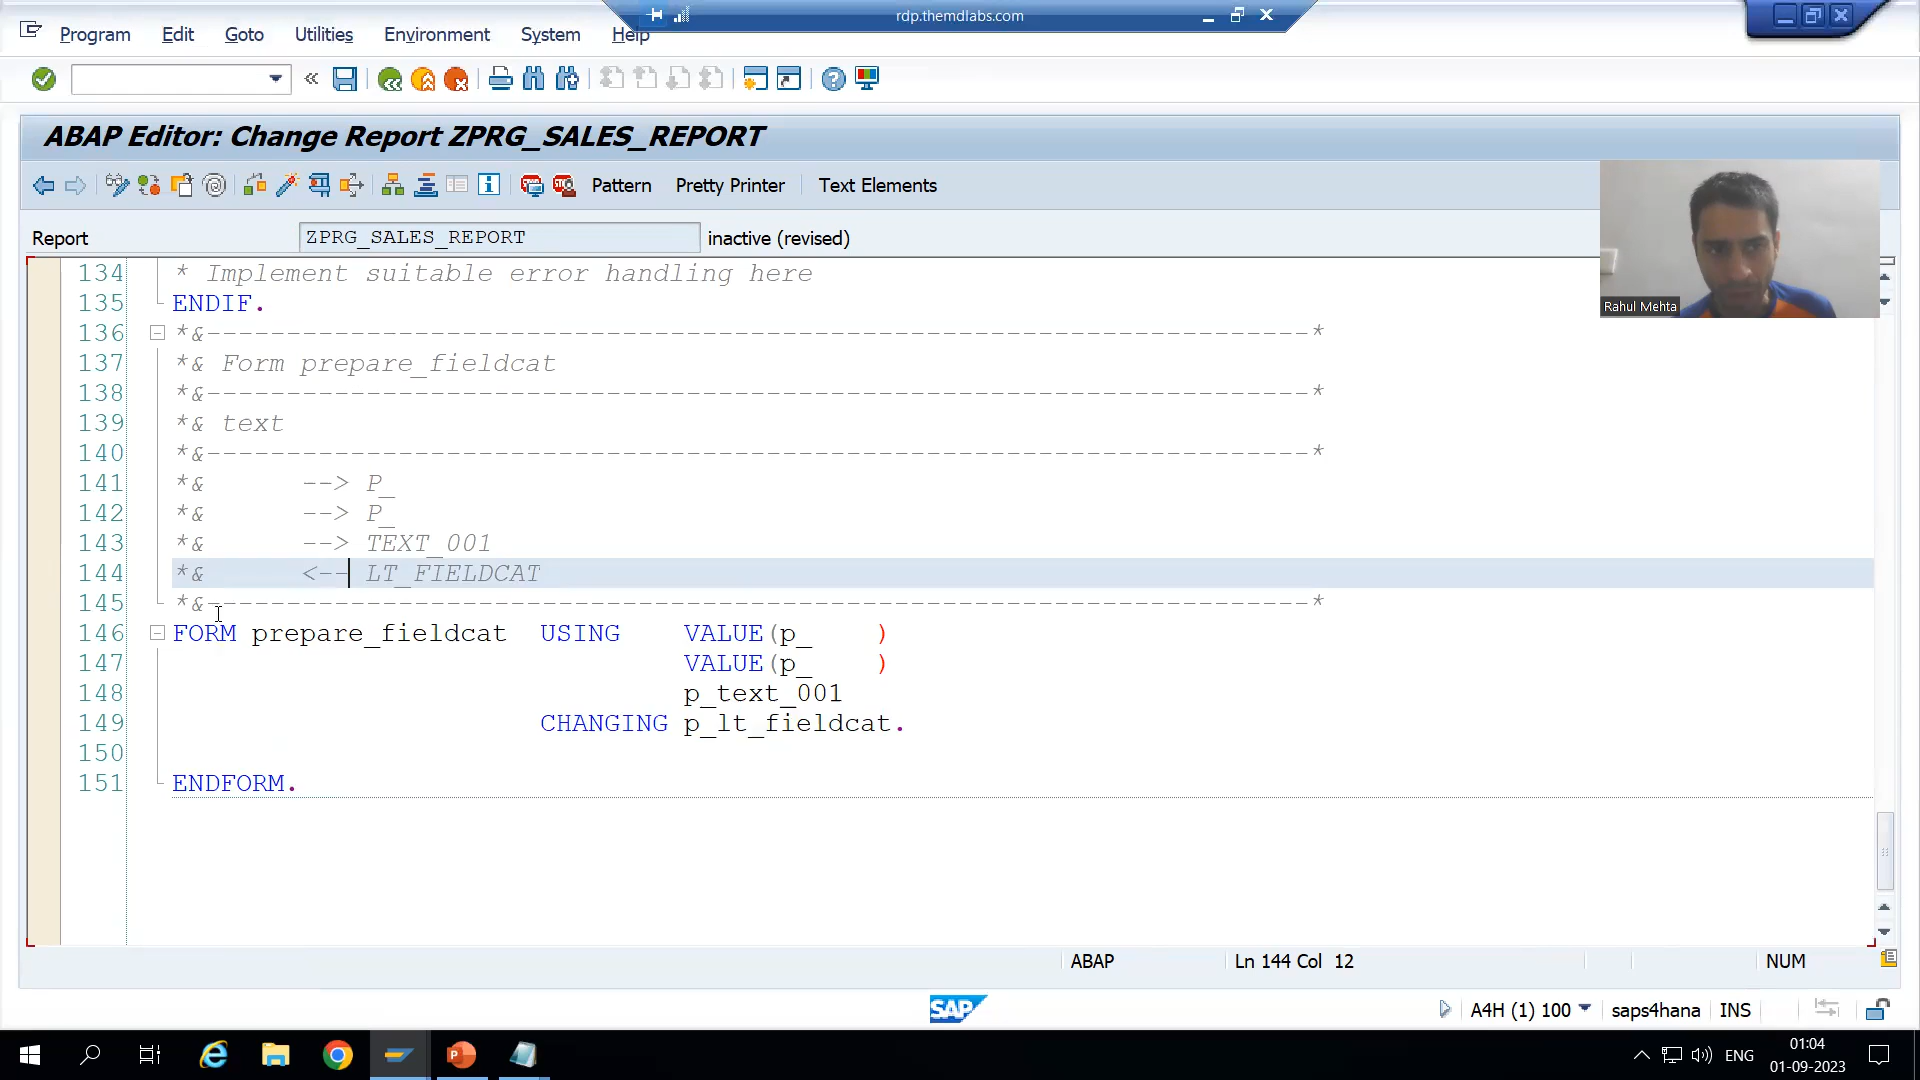 rdp.themdlabs.com
Program Edit Goto Utilities Environment System Help
ABAP Editor: Change Report ZPRG_SALES_REPORT
Pattern Pretty Printer Text Elements
Report ZPRG_SALES_REPORT inactive (revised)
Rahul Mehta
134 * Implement suitable error handling here
135 ENDIF.
136 *&---------------------------------------------------------------------*
137 *& Form prepare_fieldcat
138 *&---------------------------------------------------------------------*
139 *& text
140 *&---------------------------------------------------------------------*
141 *&      --> P_
142 *&      --> P_
143 *&      --> TEXT_001
144 *&      <-- LT_FIELDCAT
145 *&---------------------------------------------------------------------*
146 FORM prepare_fieldcat  USING    VALUE(p_    )
147 VALUE(p_    )
148 p_text_001
149 CHANGING p_lt_fieldcat.
150
151 ENDFORM.
ABAP Ln 144 Col 12 NUM
SAP A4H (1) 100 saps4hana INS
ENG 01:04
01-09-2023